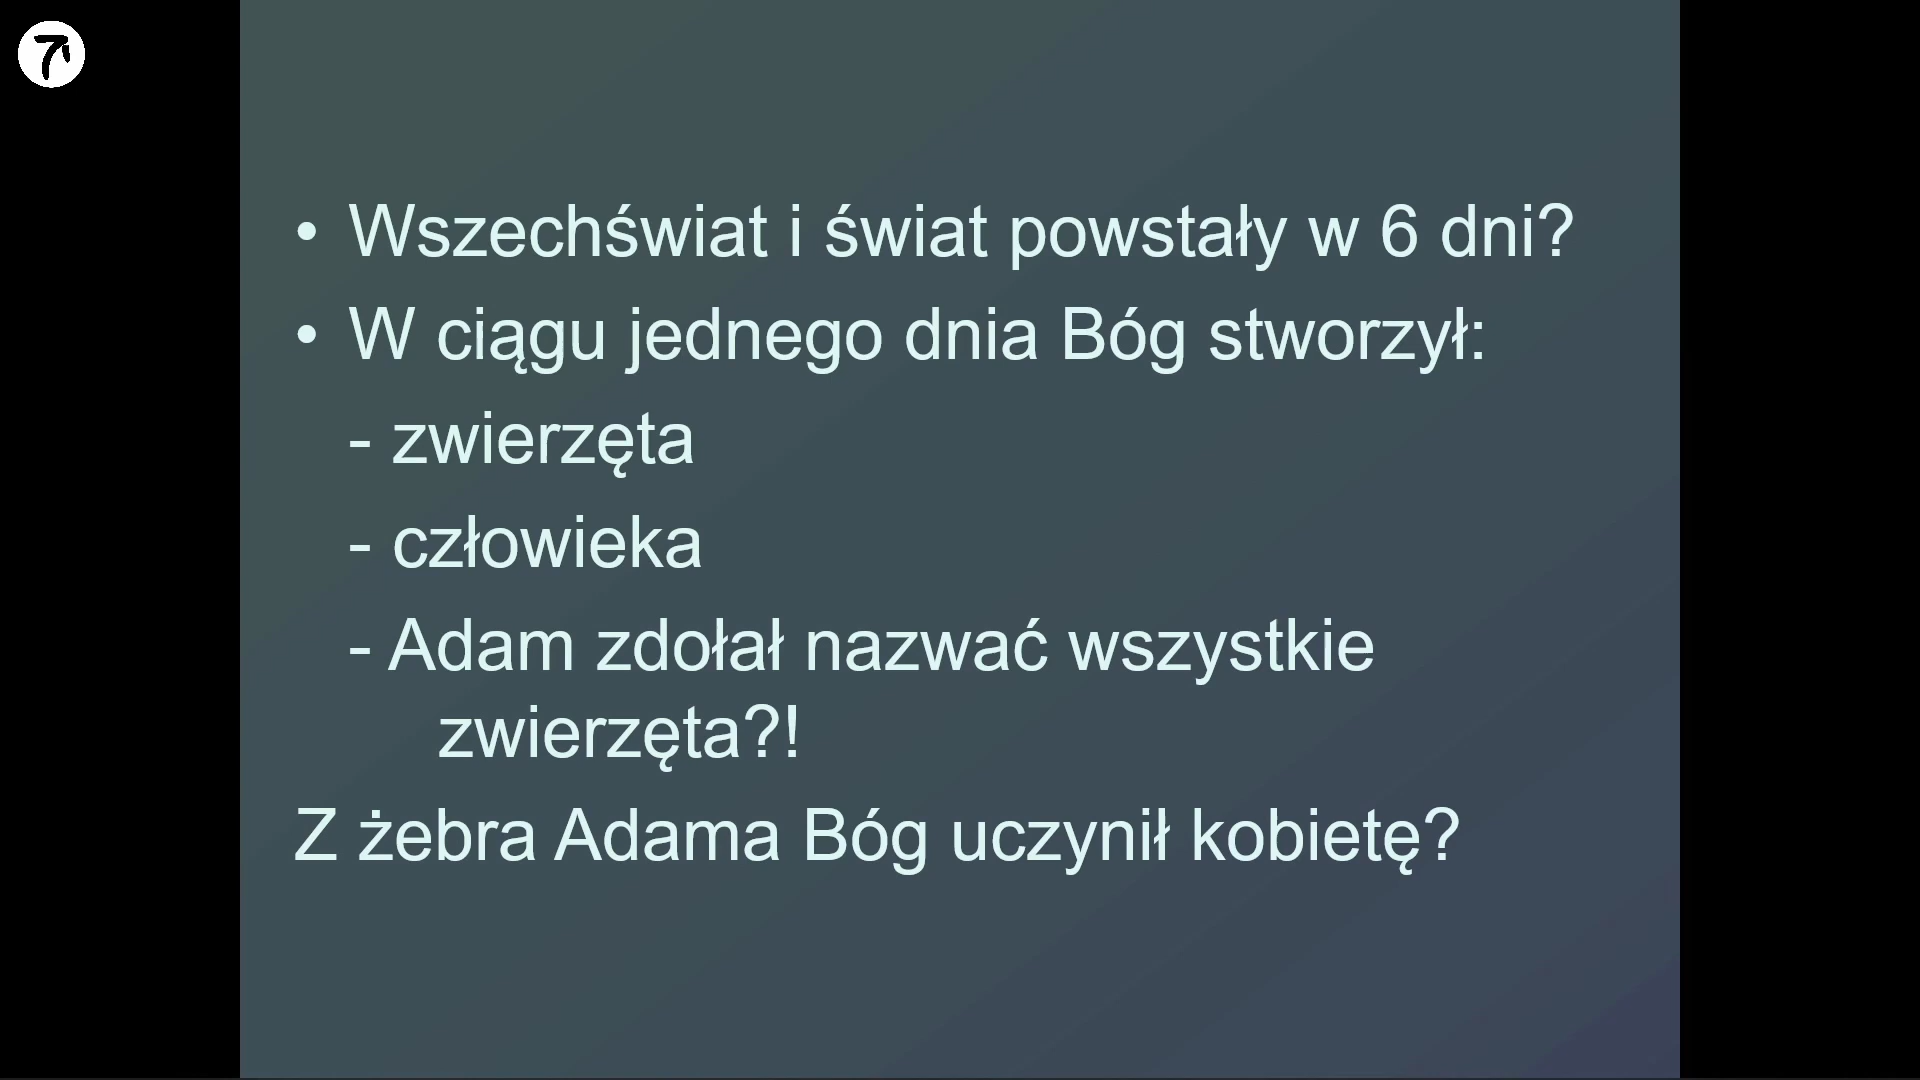 • Wszechświat i świat powstały w 6 dni?
• W ciągu jednego dnia Bóg stworzył:
- zwierzęta
- człowieka
- Adam zdołał nazwać wszystkie
zwierzęta?!
Z żebra Adama Bóg uczynił kobietę?